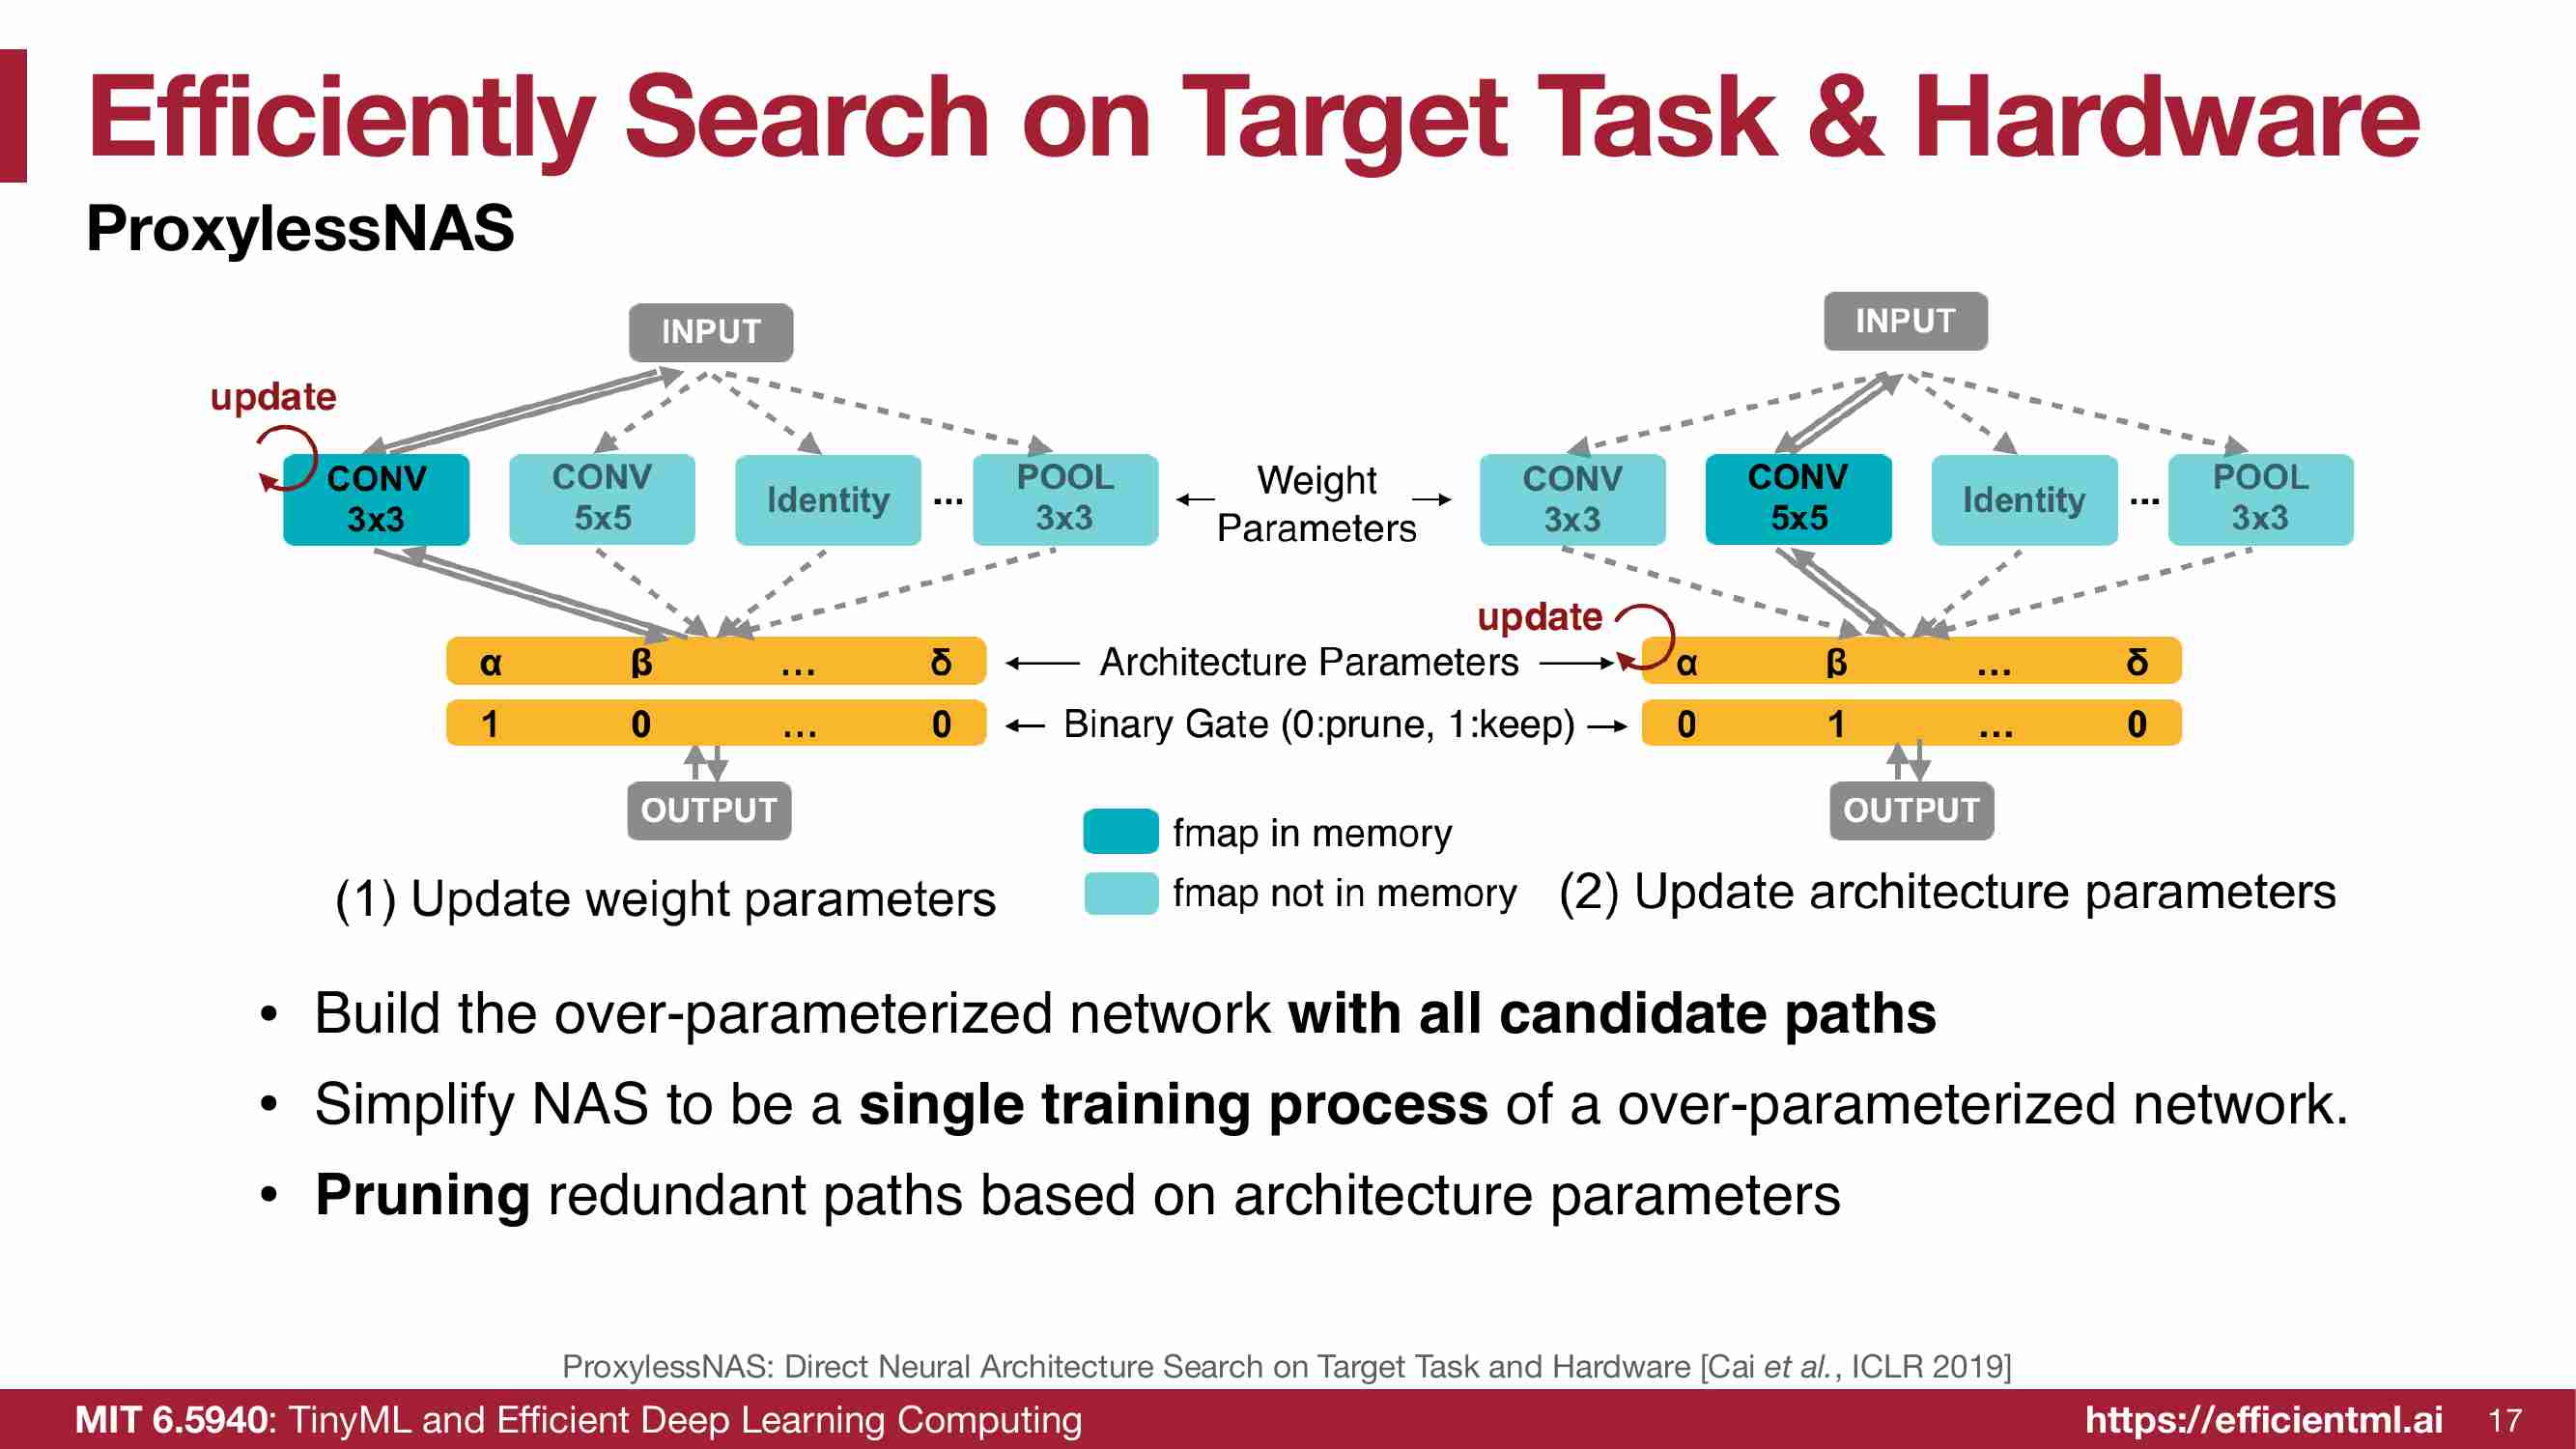 Efficiently Search on Target Task & Hardware
ProxylessNAS
INPUT
update
CONV
3x3
CONV
5x5
Identity
...
POOL
3x3
α β ... δ
1 0 ... 0
OUTPUT
(1) Update weight parameters
Weight
Parameters
Architecture Parameters
Binary Gate (0:prune, 1:keep)
fmap in memory
fmap not in memory
INPUT
CONV
3x3
CONV
5x5
Identity
...
POOL
3x3
update
α β ... δ
0 1 ... 0
OUTPUT
(2) Update architecture parameters
• Build the over-parameterized network with all candidate paths
• Simplify NAS to be a single training process of a over-parameterized network.
• Pruning redundant paths based on architecture parameters
ProxylessNAS: Direct Neural Architecture Search on Target Task and Hardware [Cai et al., ICLR 2019]
MIT 6.5940: TinyML and Efficient Deep Learning Computing
https://efficientml.ai
17